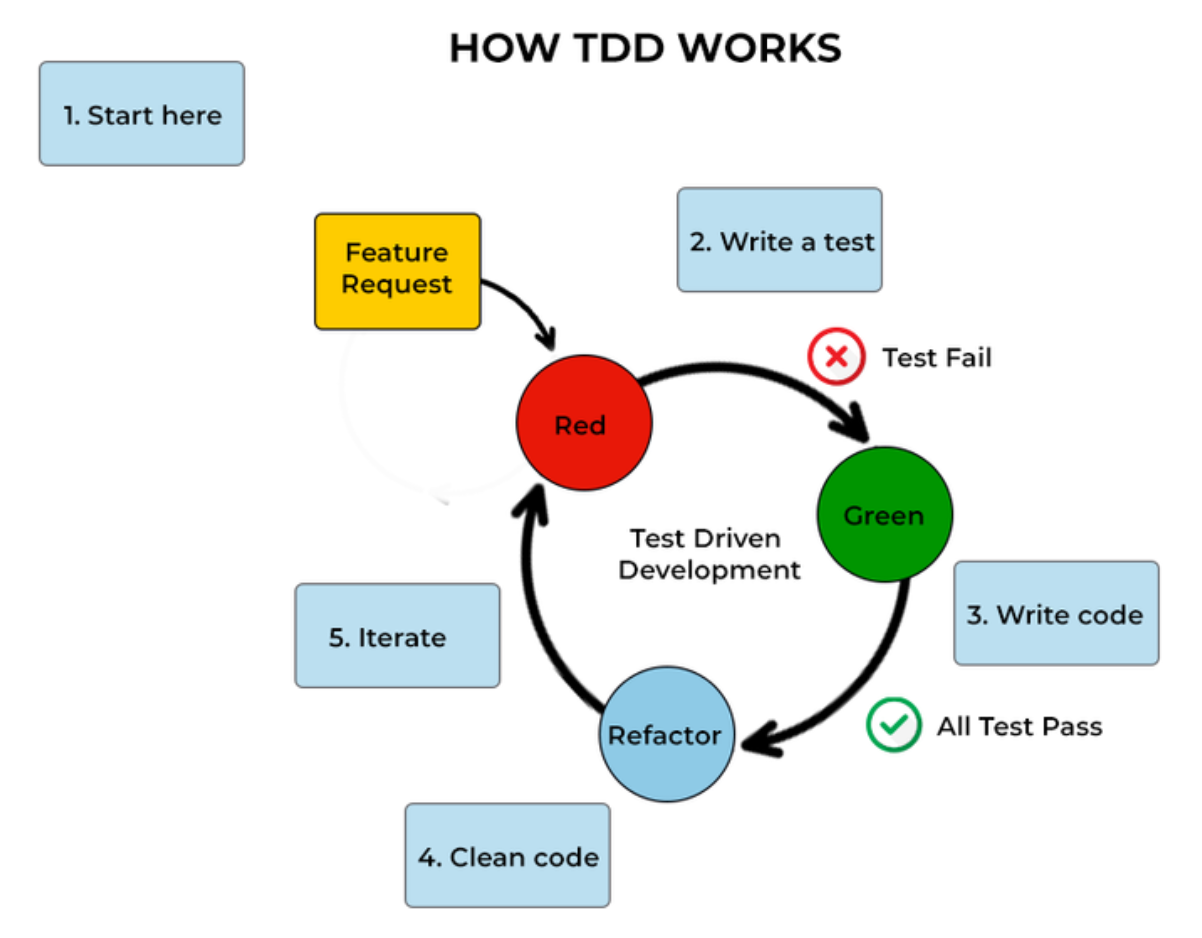 HOW TDD WORKS
1. Start here
2. Write a test
Feature
Request
Test Fail
Red
Green
Test Driven
Development
3. Write code
5. Iterate
All Test Pass
Refactor
4. Clean code